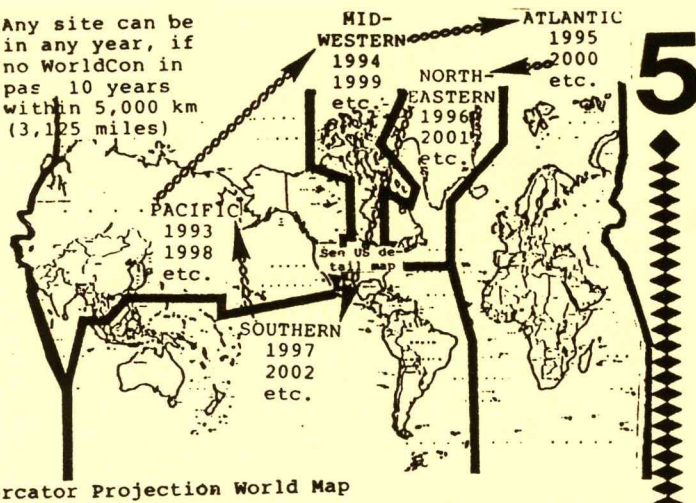 Any site can be
in any year, if
no WorldCon in
pas 10 years
within 5,000 km
(3,125 miles)
MID-
WESTERN
1994
1999
etc.
ATLANTIC
1995
2000
etc.
NORTH-
EASTERN
1996
2001
etc.
5
PACIFIC
1993
1998
etc.
See US de-
tail map
SOUTHERN
1997
2002
etc.
rcator Projection World Map